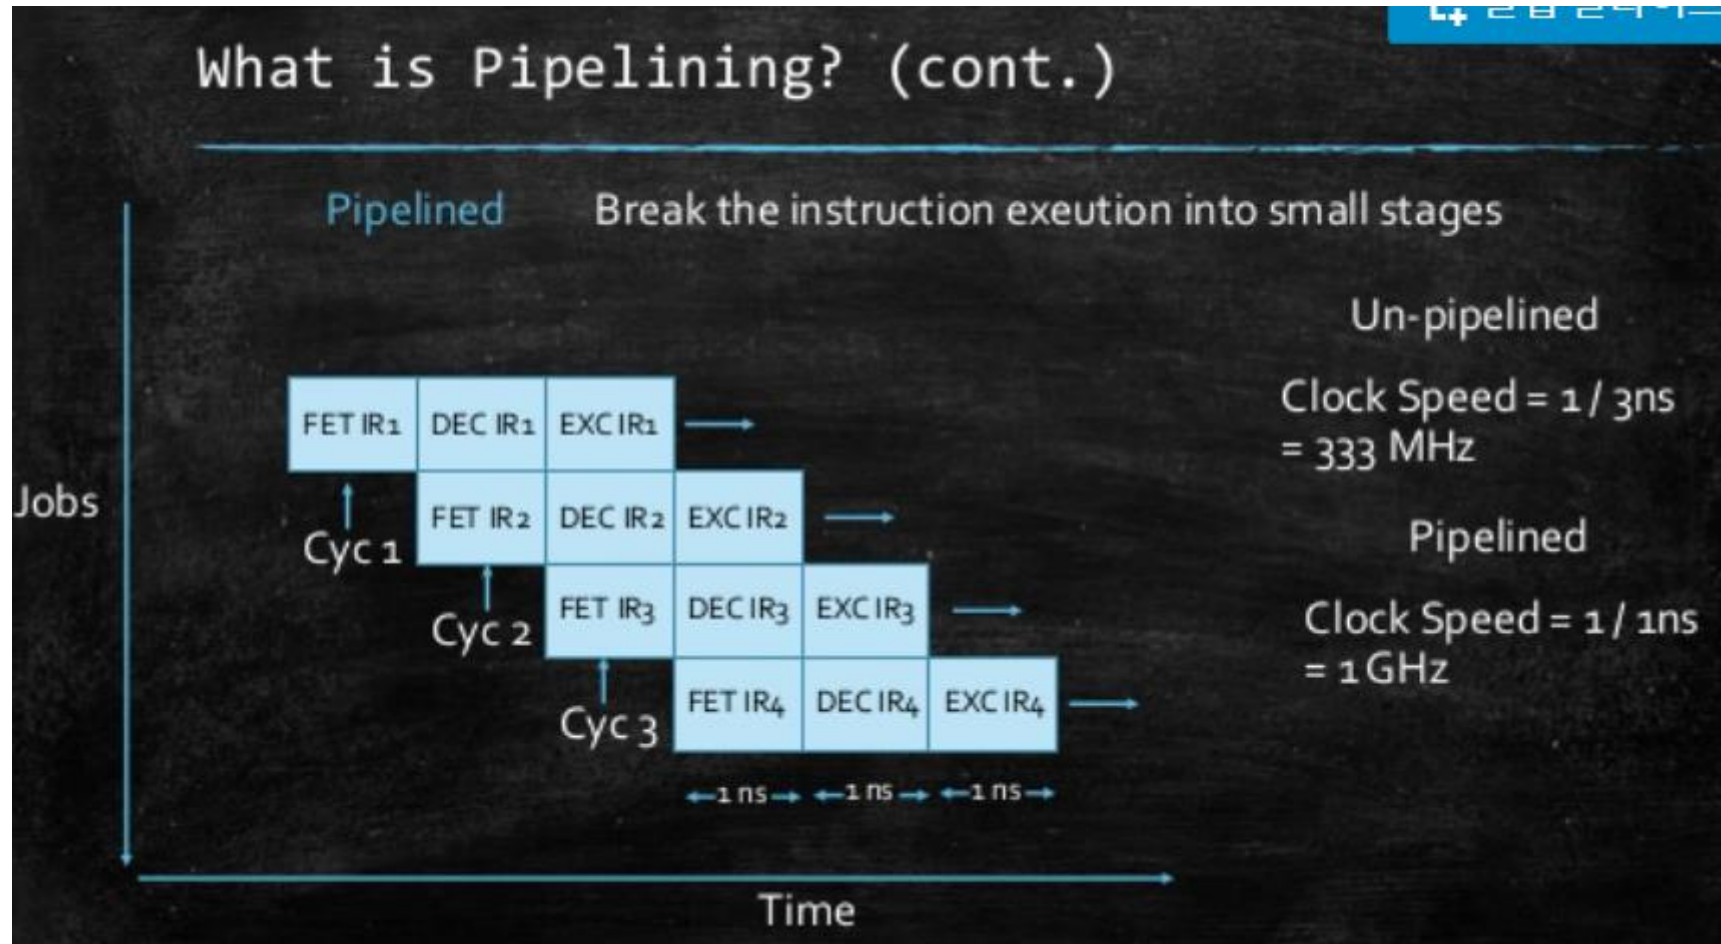 What is Pipelining? (cont.)
Pipelined Break the instruction exeution into small stages
Un-pipelined
Clock Speed = 1 / 3ns
= 333 MHz
Pipelined
Clock Speed = 1 / 1ns
= 1 GHz
Jobs
FET IR1 DEC IR1 EXC IR1
FET IR2 DEC IR2 EXC IR2
Cyc 1
FET IR3 DEC IR3 EXC IR3
Cyc 2
FET IR4 DEC IR4 EXC IR4
Cyc 3
1 ns 1 ns 1 ns
Time